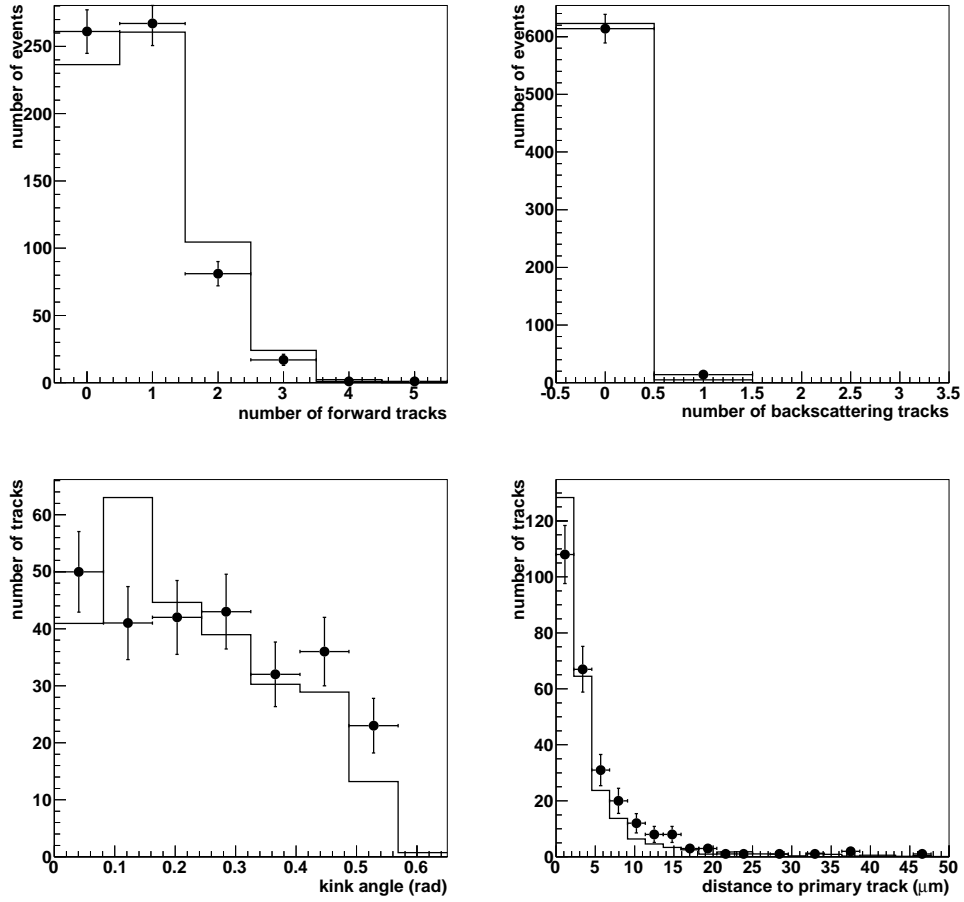 number of events
250
200
150
100
50
0
0 1 2 3 4 5
number of forward tracks
number of events
600
500
400
300
200
100
0
-0.5 0 0.5 1 1.5 2 2.5 3 3.5
number of backscattering tracks
number of tracks
60
50
40
30
20
10
0
0 0.1 0.2 0.3 0.4 0.5 0.6
kink angle (rad)
number of tracks
120
100
80
60
40
20
0
0 5 10 15 20 25 30 35 40 45 50
distance to primary track (μm)